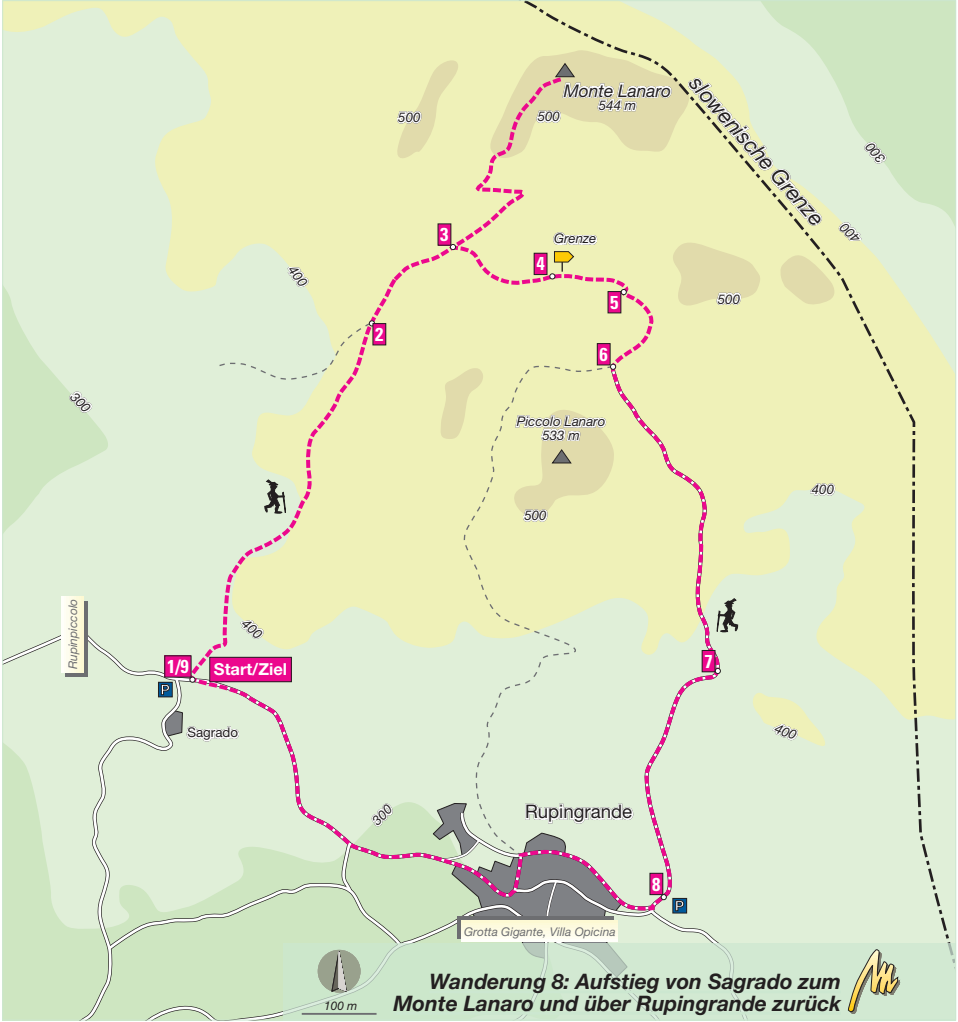 Monte Lanaro
544 m
500
500
slowenische Grenze
300
400
3
Grenze
4
400
500
5
2
6
300
Piccolo Lanaro
533 m
400
500
Rupinpiccolo
400
1/9
Start/Ziel
7
P
Sagrado
400
300
Rupingrande
8
P
Grotta Gigante, Villa Opicina
100 m
Wanderung 8: Aufstieg von Sagrado zum
Monte Lanaro und über Rupingrande zurück